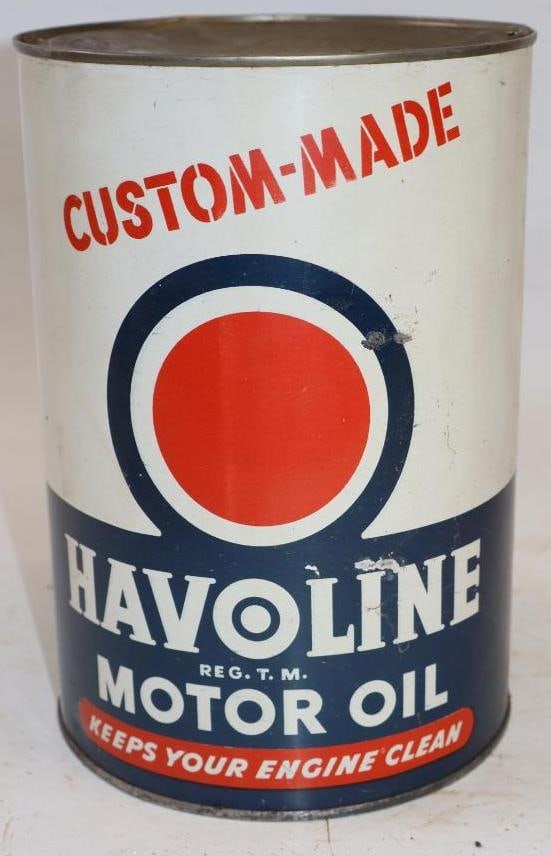 CUSTOM-MADE
HAVOLINE
REG. T. M.
MOTOR OIL
KEEPS YOUR ENGINE CLEAN